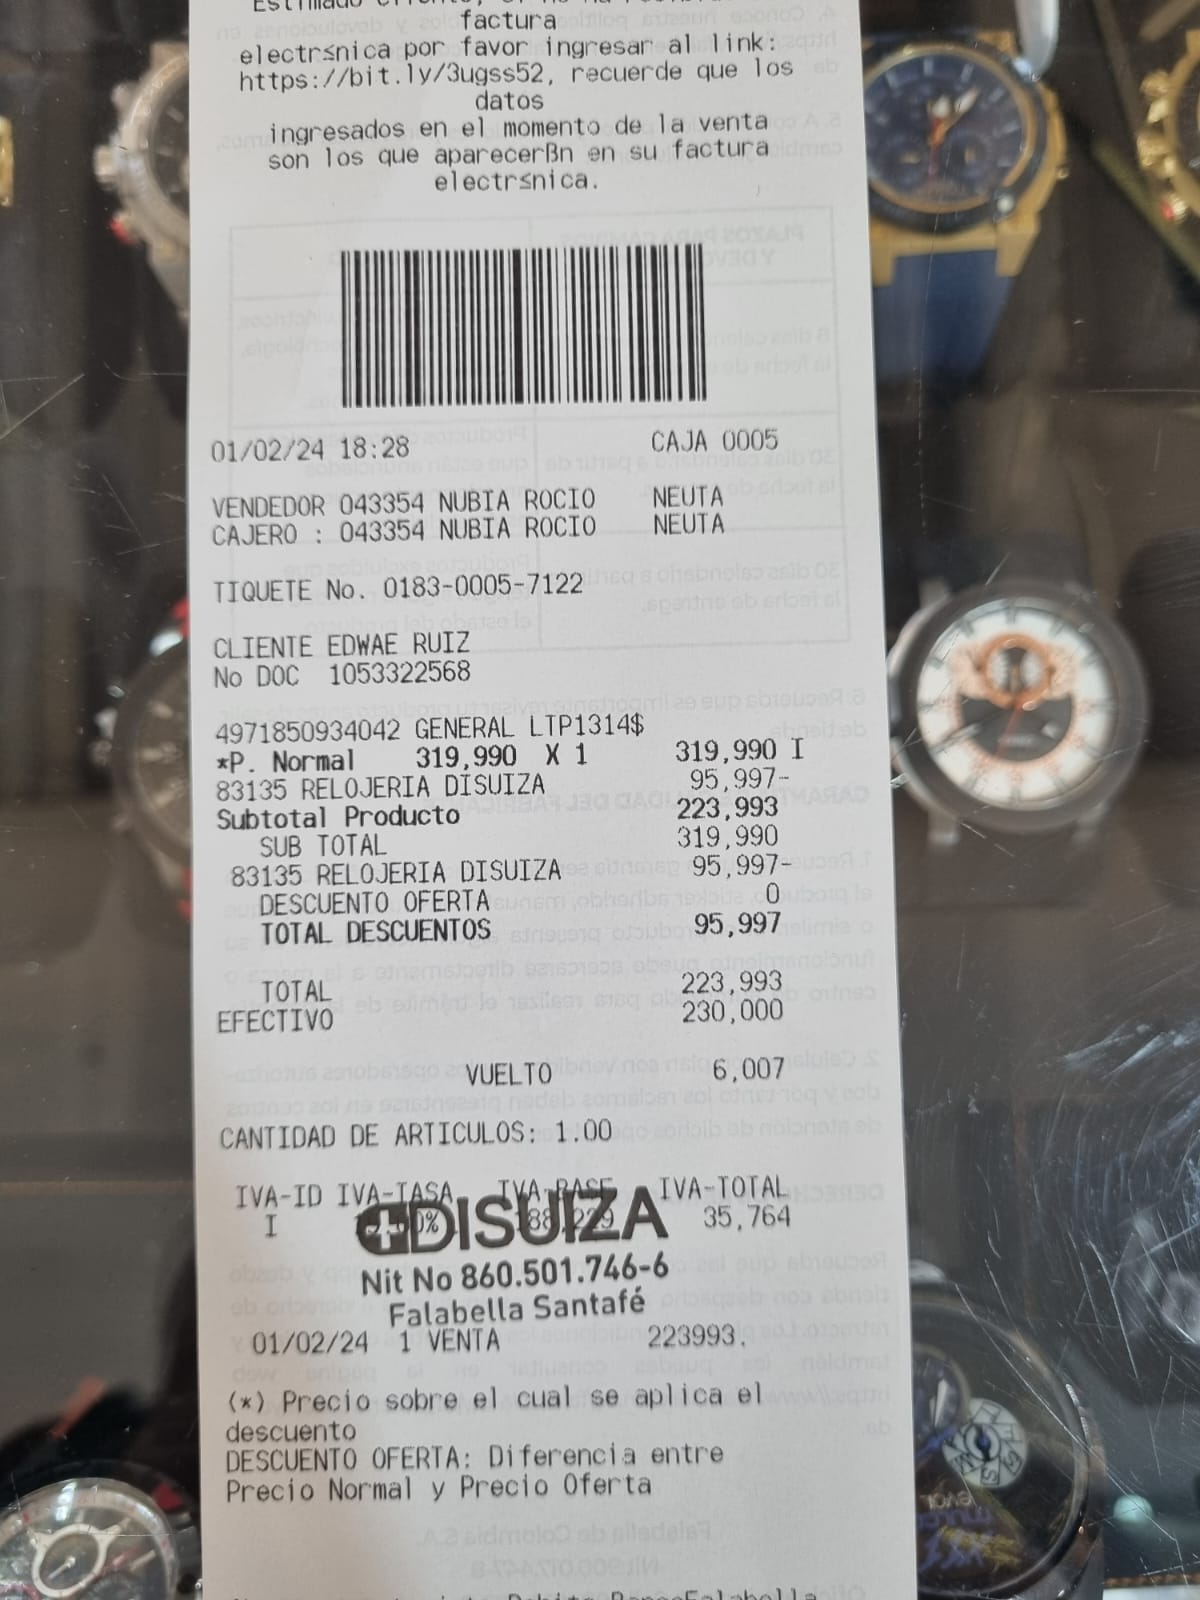 factura
electr≤nica por favor ingresar al link:
https://bit.ly/3ugss52, recuerde que los
datos
ingresados en el momento de la venta
son los que aparecerßn en su factura
electr≤nica.
01/02/24 18:28 CAJA 0005
VENDEDOR 043354 NUBIA ROCIO NEUTA
CAJERO : 043354 NUBIA ROCIO NEUTA
TIQUETE No. 0183-0005-7122
CLIENTE EDWAE RUIZ
No DOC 1053322568
4971850934042 GENERAL LTP1314$
*P. Normal 319,990 X 1 319,990 I
83135 RELOJERIA DISUIZA 95,997-
Subtotal Producto 223,993
SUB TOTAL 319,990
83135 RELOJERIA DISUIZA 95,997-
DESCUENTO OFERTA 0
TOTAL DESCUENTOS 95,997
TOTAL 223,993
EFECTIVO 230,000
VUELTO 6,007
CANTIDAD DE ARTICULOS: 1.00
IVA-ID IVA-TASA IVA-BASE IVA-TOTAL
I 188,229 35,764
DISUIZA
Nit No 860.501.746-6
Falabella Santafé
01/02/24 1 VENTA 223993.
(*) Precio sobre el cual se aplica el
descuento
DESCUENTO OFERTA: Diferencia entre
Precio Normal y Precio Oferta